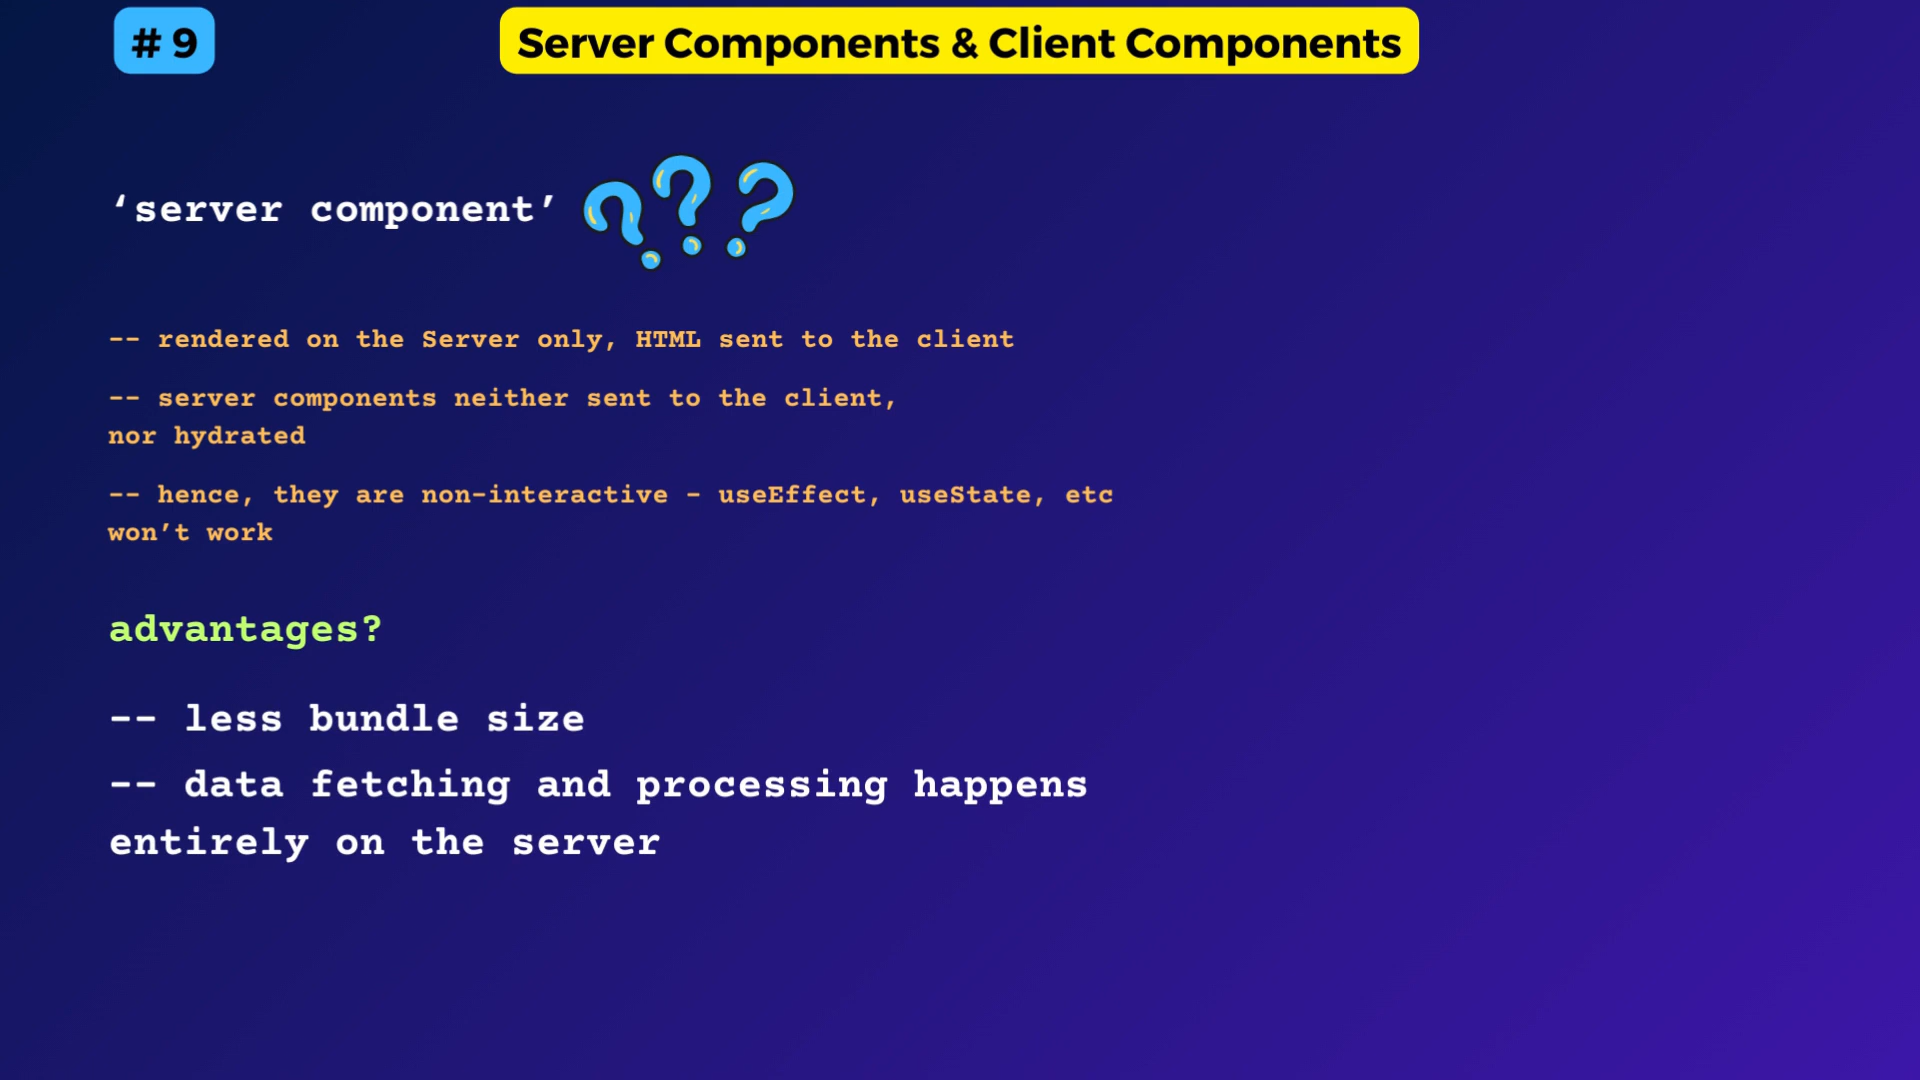 # 9
Server Components & Client Components
‘server component’
-- rendered on the Server only, HTML sent to the client
-- server components neither sent to the client,
nor hydrated
-- hence, they are non-interactive - useEffect, useState, etc
won’t work
advantages?
-- less bundle size
-- data fetching and processing happens
entirely on the server